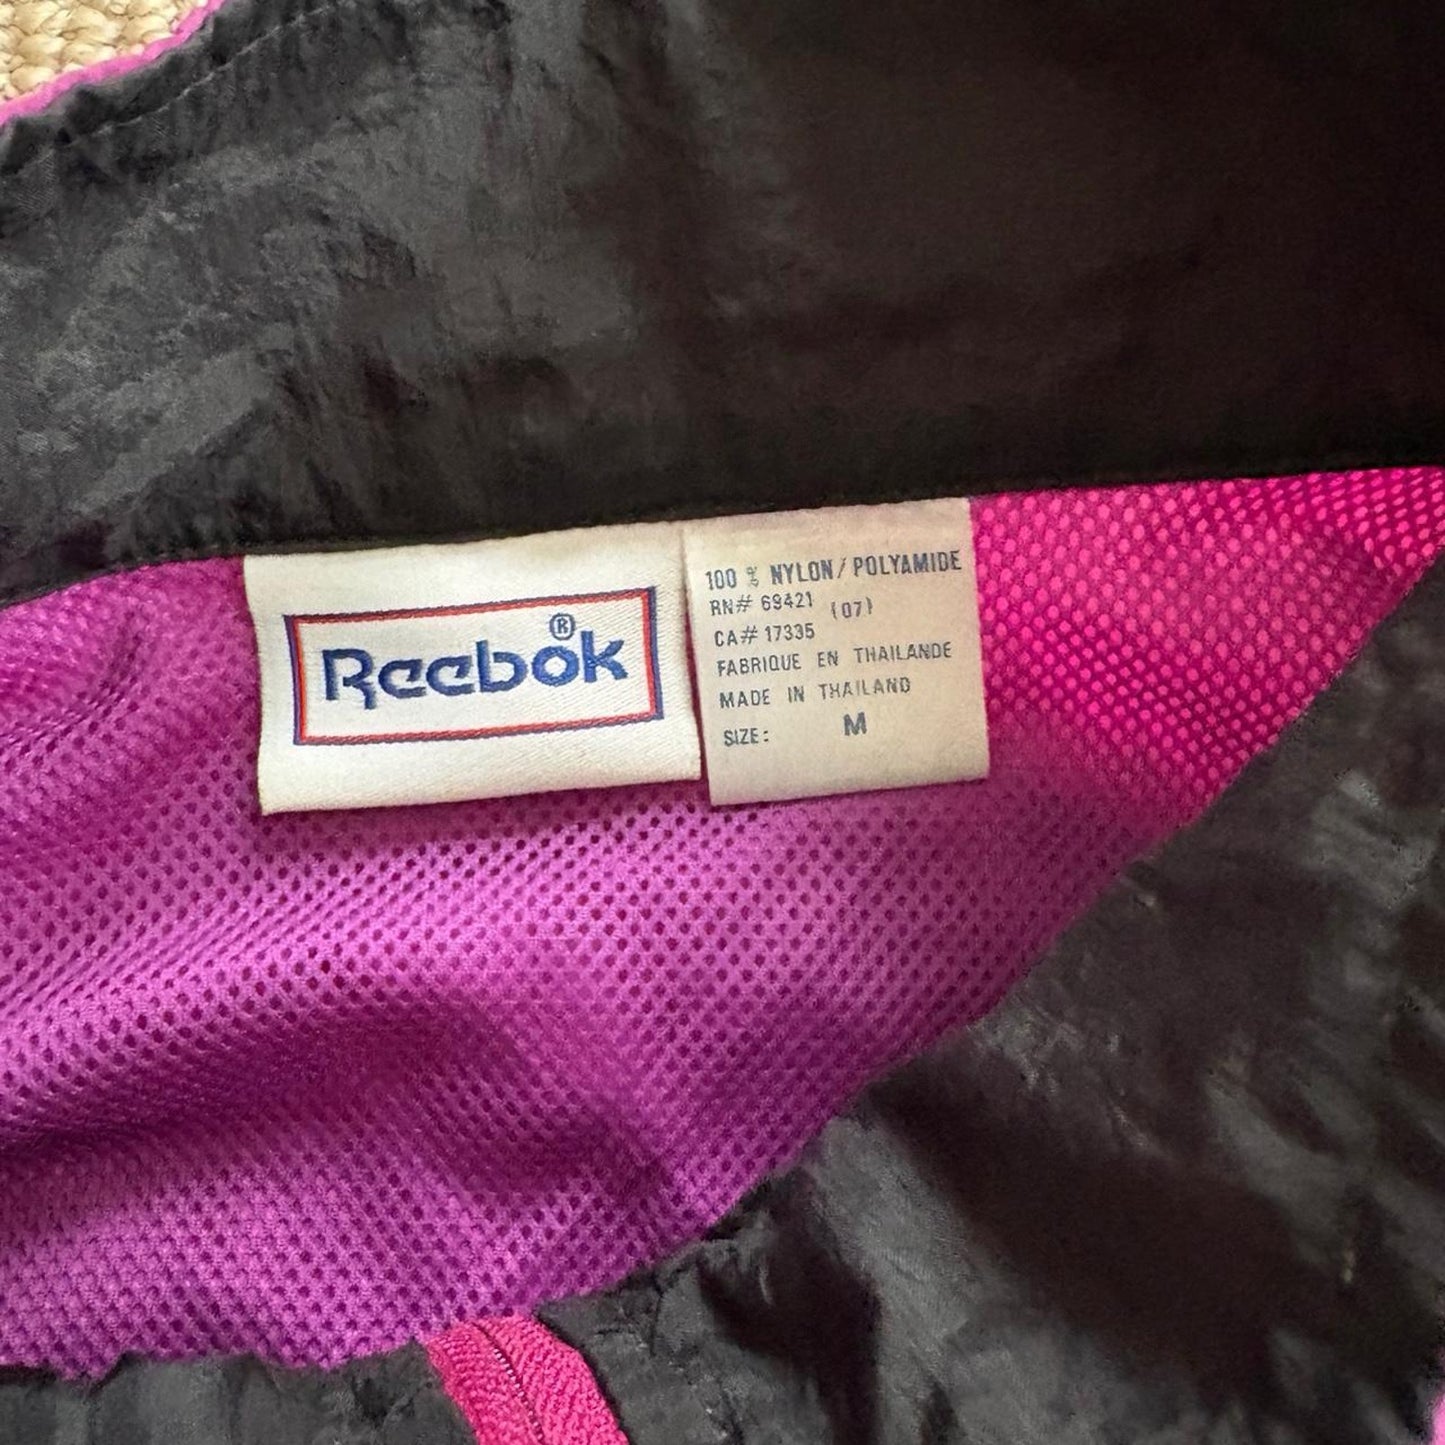 Reebok®
100 % NYLON/POLYAMIDE
RN# 69421 (07)
CA# 17335
FABRIQUE EN THAILANDE
MADE IN THAILAND
SIZE: M